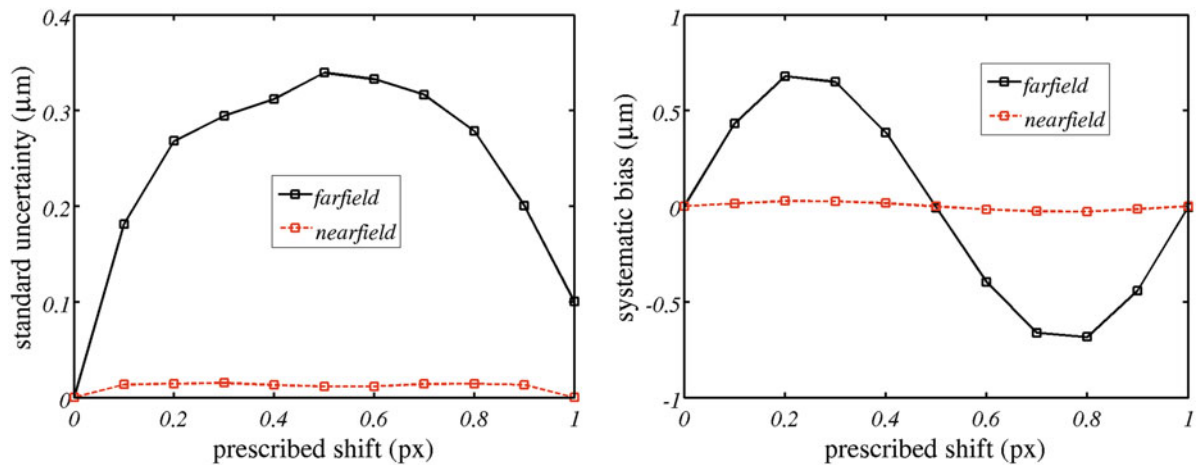 standard uncertainty (μm)
0.4
0.3
0.2
0.1
0
farfield
nearfield
0
0.2
0.4
0.6
0.8
1
prescribed shift (px)
systematic bias (μm)
1
0.5
0
-0.5
-1
farfield
nearfield
0
0.2
0.4
0.6
0.8
1
prescribed shift (px)